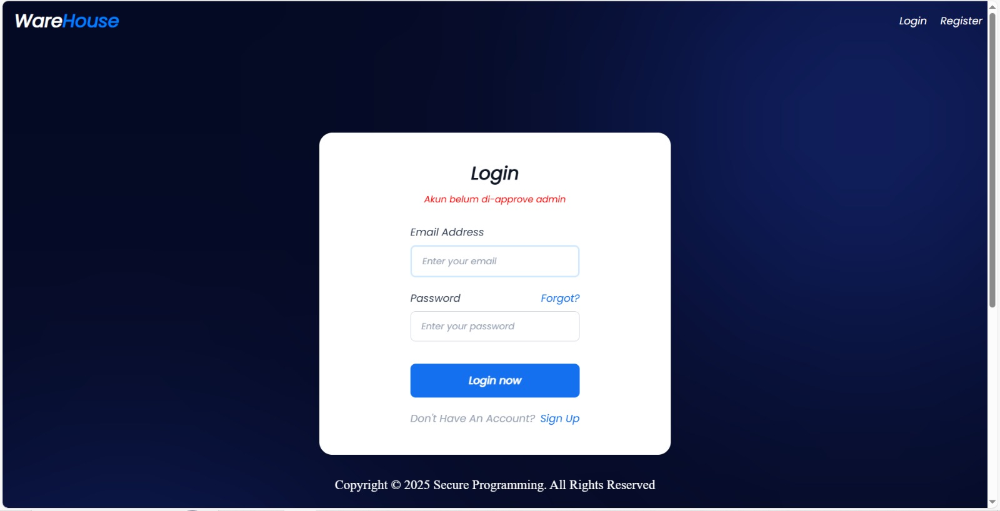 WareHouse
Login Register
Login
Akun belum di-approve admin
Email Address
Enter your email
Password Forgot?
Enter your password
Login now
Don't Have An Account? Sign Up
Copyright © 2025 Secure Programming. All Rights Reserved